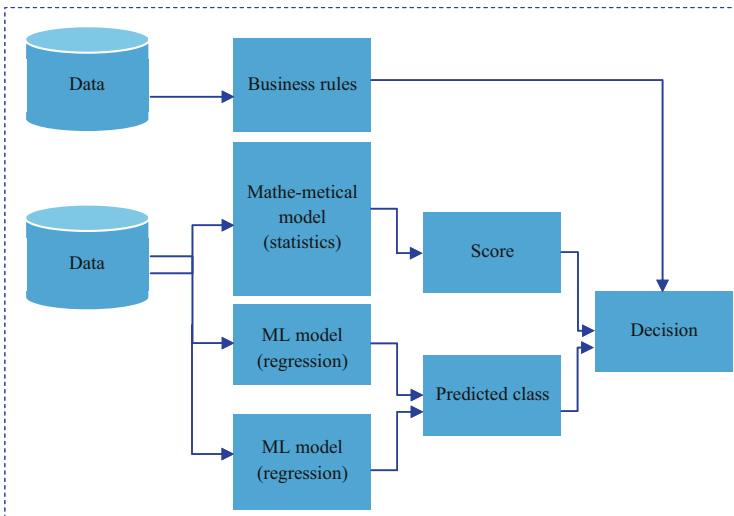 Data
Business rules
Mathe-metical
model
(statistics)
Data
Score
Decision
ML model
(regression)
Predicted class
ML model
(regression)